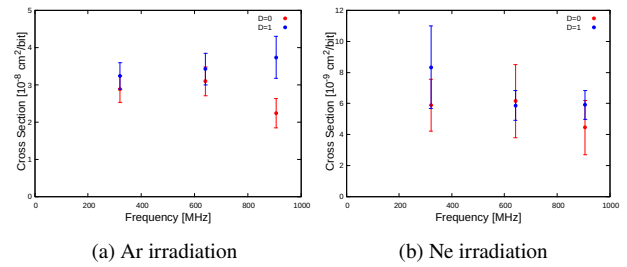 5
4
3
2
1
0
Cross Section [10⁻⁸ cm²/bit]
D=0
D=1
0 200 400 600 800 1000
Frequency [MHz]
(a) Ar irradiation
12
10
8
6
4
2
0
Cross Section [10⁻⁹ cm²/bit]
D=0
D=1
0 200 400 600 800 1000
Frequency [MHz]
(b) Ne irradiation